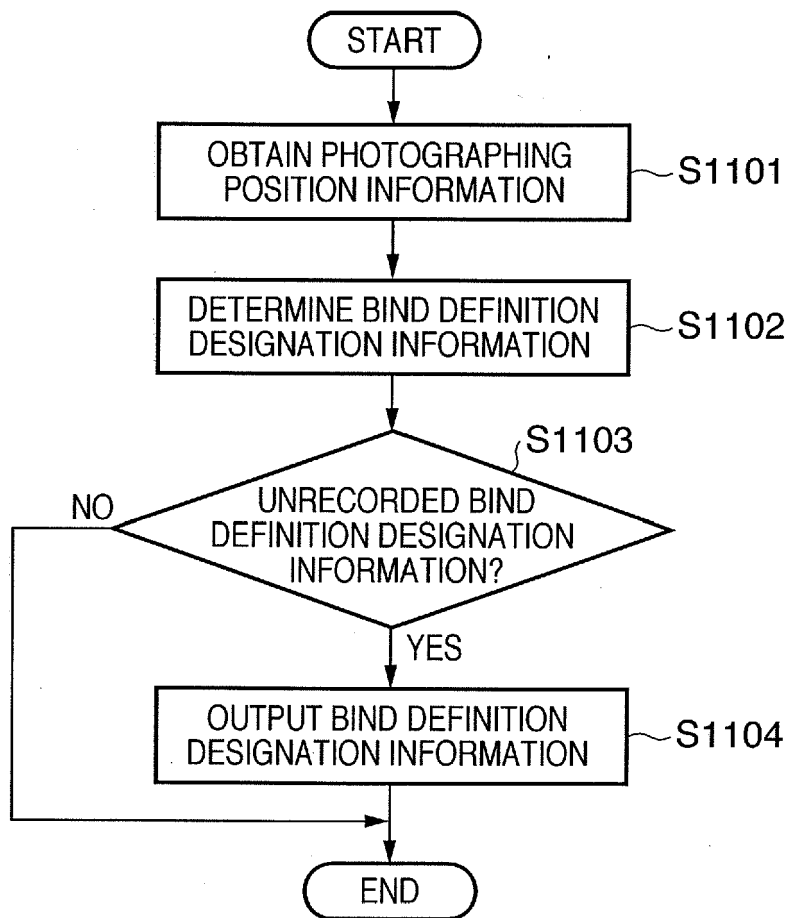 START
OBTAIN PHOTOGRAPHING
POSITION INFORMATION
S1101
DETERMINE BIND DEFINITION
DESIGNATION INFORMATION
S1102
S1103
NO
UNRECORDED BIND
DEFINITION DESIGNATION
INFORMATION?
YES
OUTPUT BIND DEFINITION
DESIGNATION INFORMATION
S1104
END